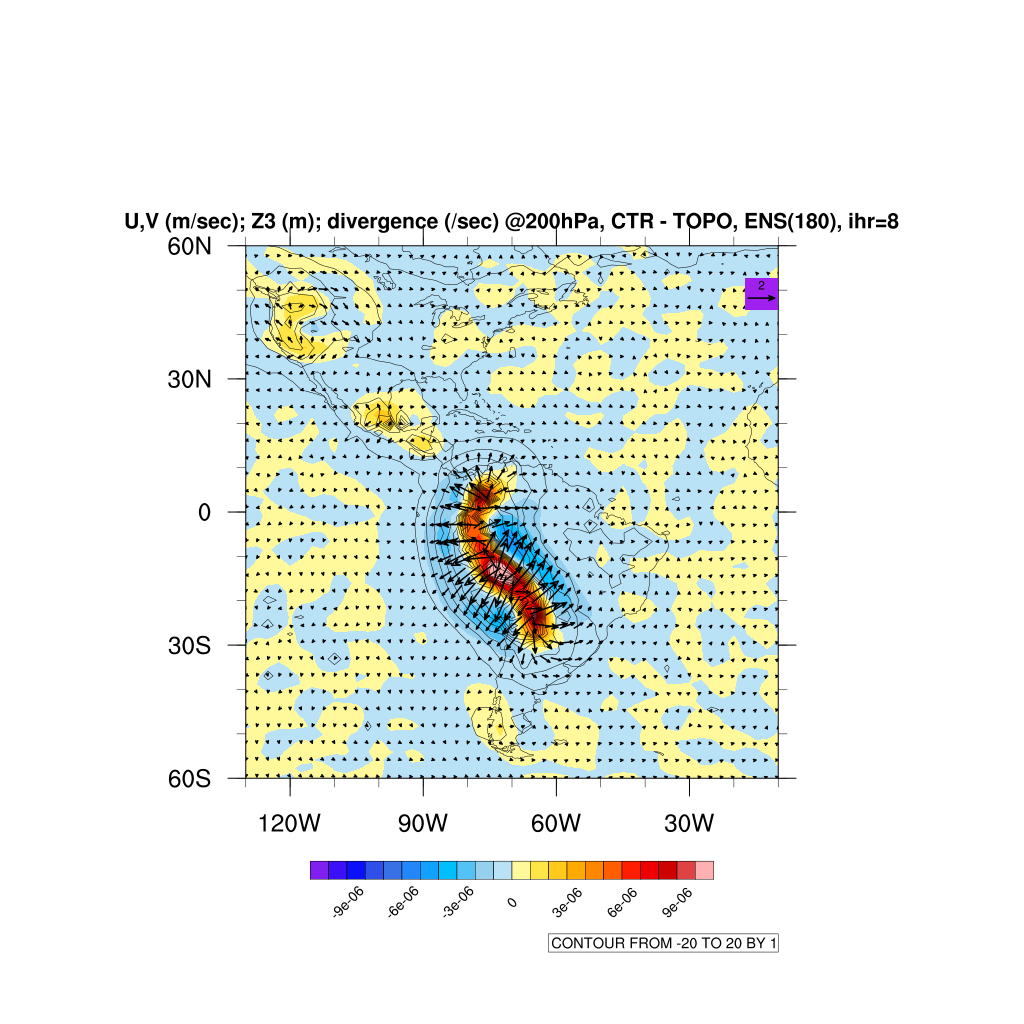 U,V (m/sec); Z3 (m); divergence (/sec) @200hPa, CTR - TOPO, ENS(180), ihr=8
60N
2
30N
0
30S
60S
120W 90W 60W 30W
-9e-06 -6e-06 -3e-06 0 3e-06 6e-06 9e-06
CONTOUR FROM -20 TO 20 BY 1